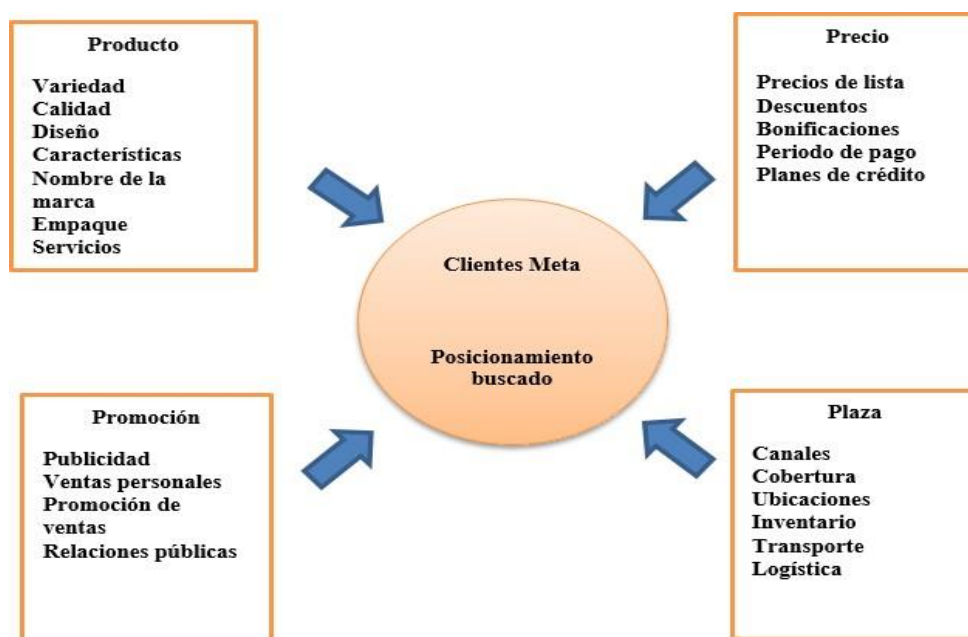 Producto
Variedad
Calidad
Diseño
Características
Nombre de la
marca
Empaque
Servicios
Precio
Precios de lista
Descuentos
Bonificaciones
Periodo de pago
Planes de crédito
Clientes Meta
Posicionamiento
buscado
Promoción
Publicidad
Ventas personales
Promoción de
ventas
Relaciones públicas
Plaza
Canales
Cobertura
Ubicaciones
Inventario
Transporte
Logística